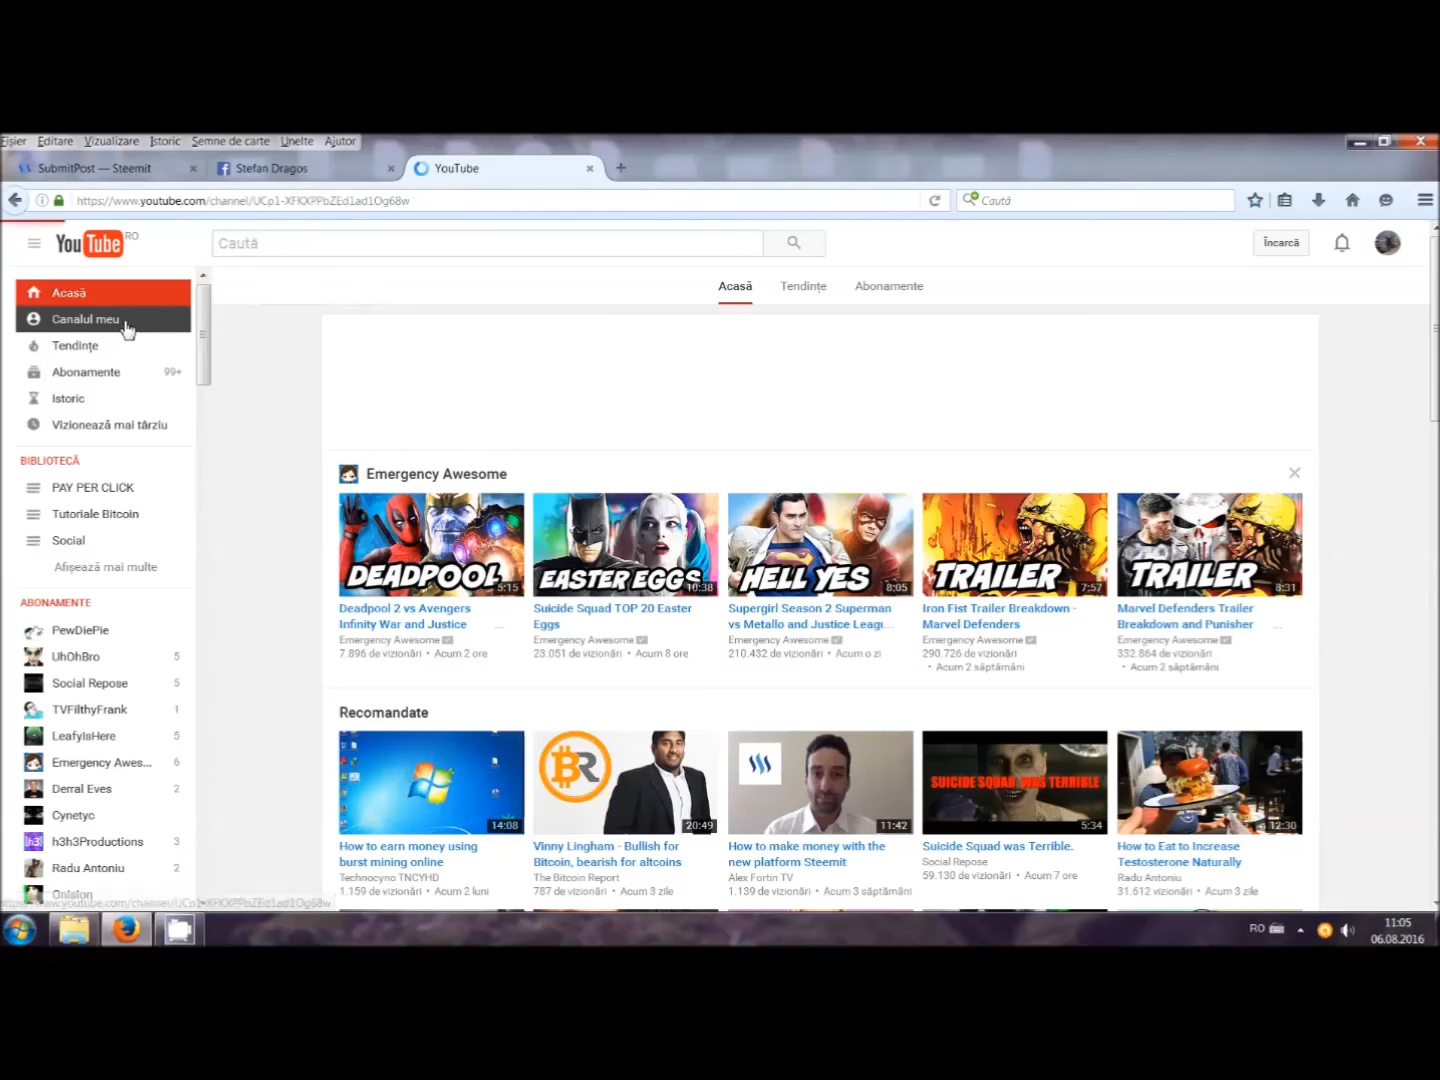 Fișier Editare Vizualizare Istoric Semne de carte Unelte Ajutor
SubmitPost — Steemit
Stefan Dragos
YouTube
https://www.youtube.com/channel/UCp1-XFKXPPbZEd1ad1Og68w
Caută
YouTube RO
Caută
Încarcă
Acasă
Canalul meu
Tendințe
Abonamente 99+
Istoric
Vizionează mai târziu
BIBLIOTECĂ
PAY PER CLICK
Tutoriale Bitcoin
Social
Afișează mai multe
ABONAMENTE
PewDiePie
UhOhBro 5
Social Repose 5
TVFilthyFrank 1
LeafyIsHere 5
Emergency Awes... 6
Derral Eves 2
Cynetyc
h3h3Productions 3
Radu Antoniu 2
Onision
Acasă Tendințe Abonamente
Emergency Awesome
DEADPOOL
5:15
Deadpool 2 vs Avengers
Infinity War and Justice ...
Emergency Awesome
7.896 de vizionări • Acum 2 ore
EASTER EGGS
10:38
Suicide Squad TOP 20 Easter
Eggs
Emergency Awesome
23.051 de vizionări • Acum 8 ore
HELL YES
8:05
Supergirl Season 2 Superman
vs Metallo and Justice Leagu...
Emergency Awesome
210.432 de vizionări • Acum o zi
TRAILER
7:57
Iron Fist Trailer Breakdown -
Marvel Defenders
Emergency Awesome
290.726 de vizionări
• Acum 2 săptămâni
TRAILER
8:31
Marvel Defenders Trailer
Breakdown and Punisher ...
Emergency Awesome
332.864 de vizionări
• Acum 2 săptămâni
Recomandate
14:08
How to earn money using
burst mining online
Technocyno TNCYHD
1.159 de vizionări • Acum 2 luni
BR
20:49
Vinny Lingham - Bullish for
Bitcoin, bearish for altcoins
The Bitcoin Report
787 de vizionări • Acum 3 zile
11:42
How to make money with the
new platform Steemit
Alex Fortin TV
1.139 de vizionări • Acum 3 săptămâni
SUICIDE SQUAD WAS TERRIBLE
5:34
Suicide Squad was Terrible.
Social Repose
59.130 de vizionări • Acum 7 ore
12:30
How to Eat to Increase
Testosterone Naturally
Radu Antoniu
31.612 vizionări • Acum 3 zile
https://www.youtube.com/channel/UCp1-XFKXPPbZEd1ad1Og68w
RO
11:05
06.08.2016